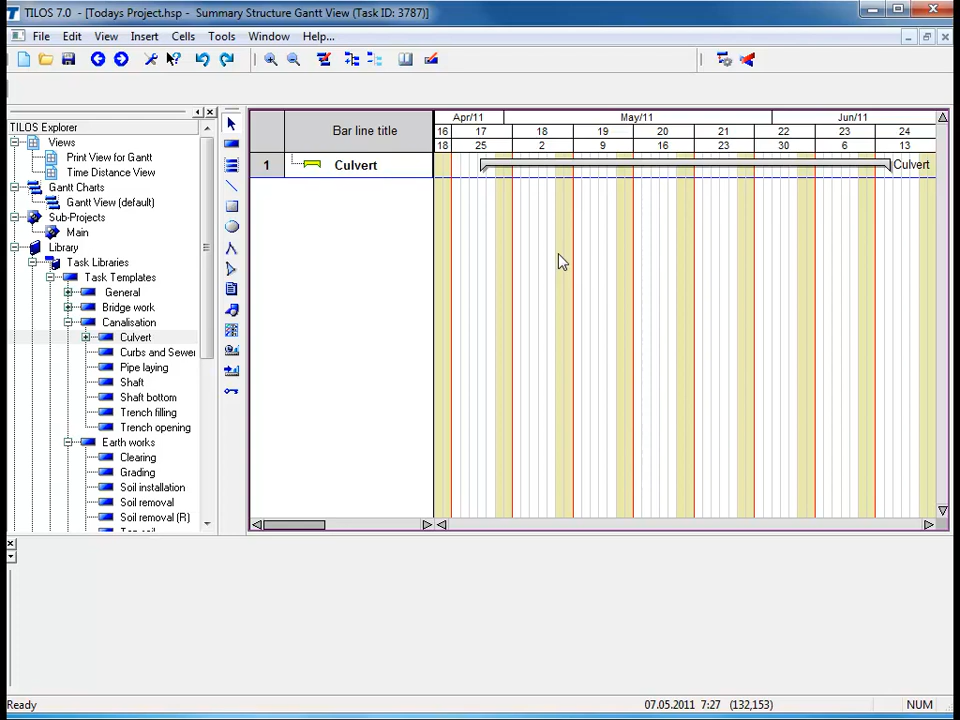 TILOS 7.0 - [Todays Project.hsp - Summary Structure Gantt View (Task ID: 3787)]
File Edit View Insert Cells Tools Window Help...
TILOS Explorer
Views
Print View for Gantt
Time Distance View
Gantt Charts
Gantt View (default)
Sub-Projects
Main
Library
Task Libraries
Task Templates
General
Bridge work
Canalisation
Culvert
Curbs and Sewer
Pipe laying
Shaft
Shaft bottom
Trench filling
Trench opening
Earth works
Clearing
Grading
Soil installation
Soil removal
Soil removal (R)
Bar line title
Apr/11 May/11 Jun/11
16 17 18 19 20 21 22 23 24
18 25 2 9 16 23 30 6 13
1 Culvert Culvert
Ready 07.05.2011 7:27 (132,153) NUM